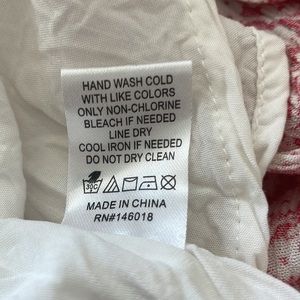 HAND WASH COLD
WITH LIKE COLORS
ONLY NON-CHLORINE
BLEACH IF NEEDED
LINE DRY
COOL IRON IF NEEDED
DO NOT DRY CLEAN
30C
MADE IN CHINA
RN#146018